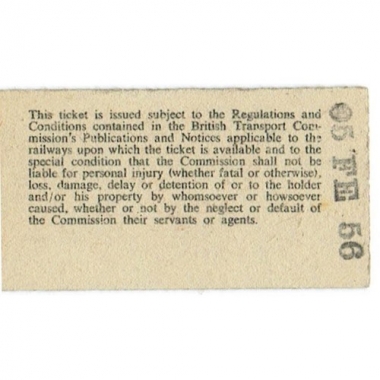 This ticket is issued subject to the Regulations and
Conditions contained in the British Transport Com-
mission's Publications and Notices applicable to the
railways upon which the ticket is available and to the
special condition that the Commission shall not be
liable for personal injury (whether fatal or otherwise),
loss, damage, delay or detention of or to the holder
and/or his property by whomsoever or howsoever
caused, whether or not by the neglect or default of
the Commission their servants or agents.
56